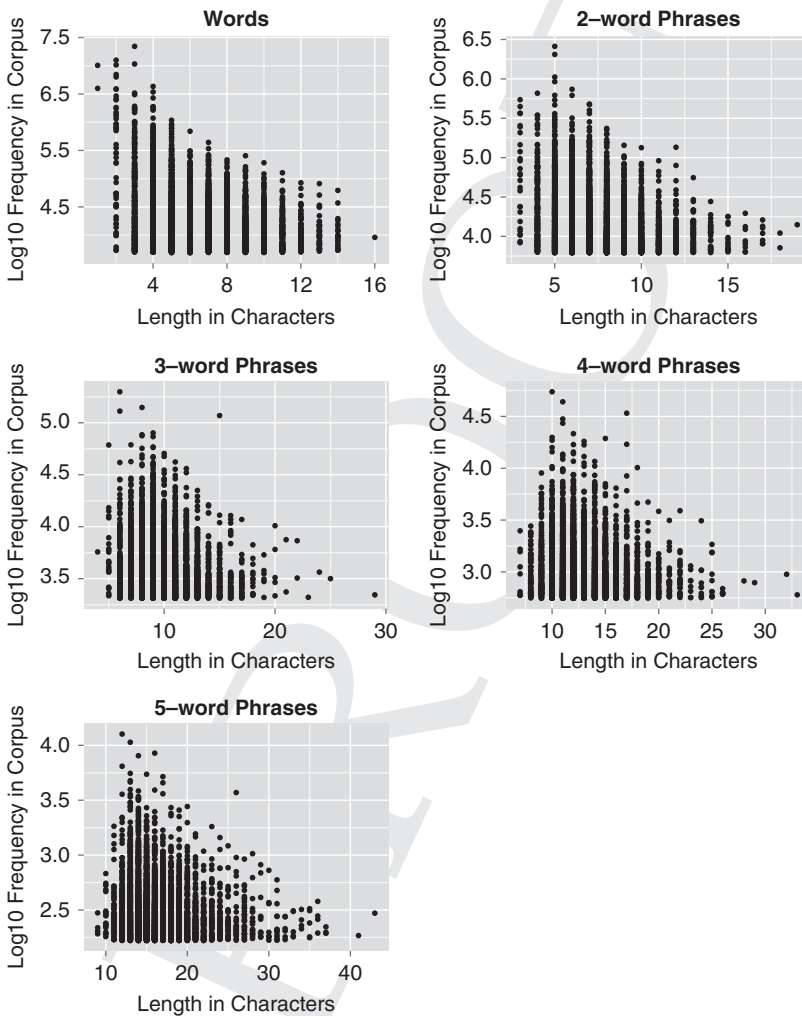 Words
Log10 Frequency in Corpus
7.5
6.5
5.5
4.5
4 8 12 16
Length in Characters
2–word Phrases
Log10 Frequency in Corpus
6.5
6.0
5.5
5.0
4.5
4.0
5 10 15
Length in Characters
3–word Phrases
Log10 Frequency in Corpus
5.0
4.5
4.0
3.5
10 20 30
Length in Characters
4–word Phrases
Log10 Frequency in Corpus
4.5
4.0
3.5
3.0
10 15 20 25 30
Length in Characters
5–word Phrases
Log10 Frequency in Corpus
4.0
3.5
3.0
2.5
10 20 30 40
Length in Characters